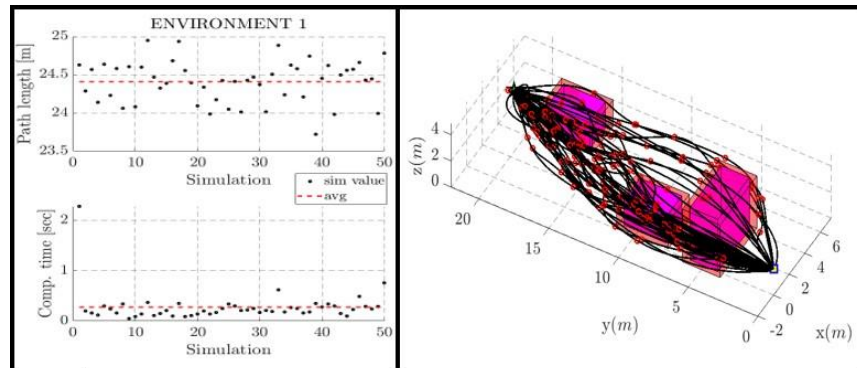 ENVIRONMENT 1
Path length [m]
25
24.5
24
23.5
0 10 20 30 40 50
Simulation
sim value
avg
Comp. time [sec]
2
1
0
0 10 20 30 40 50
Simulation
z(m)
4
2
0
20
15
10
5
0
y(m)
6
4
2
0
-2
x(m)